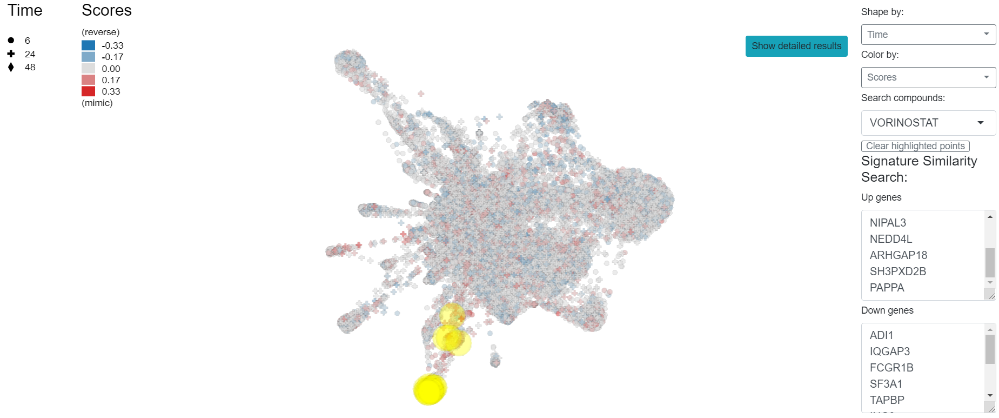 Time
6
24
48
Scores
(reverse)
-0.33
-0.17
0.00
0.17
0.33
(mimic)
Show detailed results
Shape by:
Time
Color by:
Scores
Search compounds:
VORINOSTAT
Clear highlighted points
Signature Similarity
Search:
Up genes
NIPAL3
NEDD4L
ARHGAP18
SH3PXD2B
PAPPA
Down genes
ADI1
IQGAP3
FCGR1B
SF3A1
TAPBP